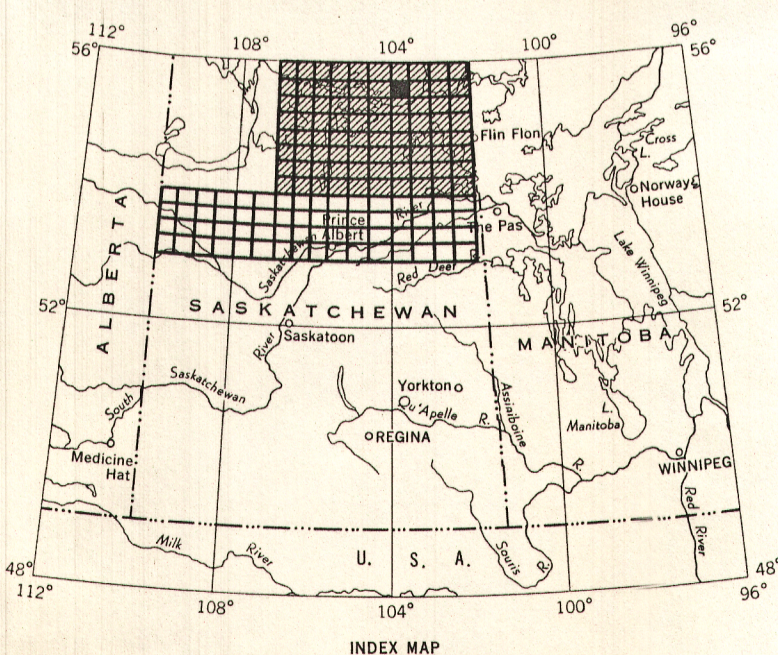 112° 108° 104° 100° 96°
56° 56°
Flin Flon
Cross
L.
Norway
House
ALBERTA
Prince
Albert
River
The Pas
Saskatchewan
Red Deer
R.
Lake Winnipeg
52° SASKATCHEWAN 52°
MANITOBA
Saskatoon
River
Saskatchewan
South
Yorkton
Qu'Apelle
R.
Assiniboine
R.
L.
Manitoba
REGINA
Medicine
Hat
WINNIPEG
Red
River
Milk
River
U. S. A.
Souris
R.
48° 48°
112° 108° 104° 100° 96°
INDEX MAP